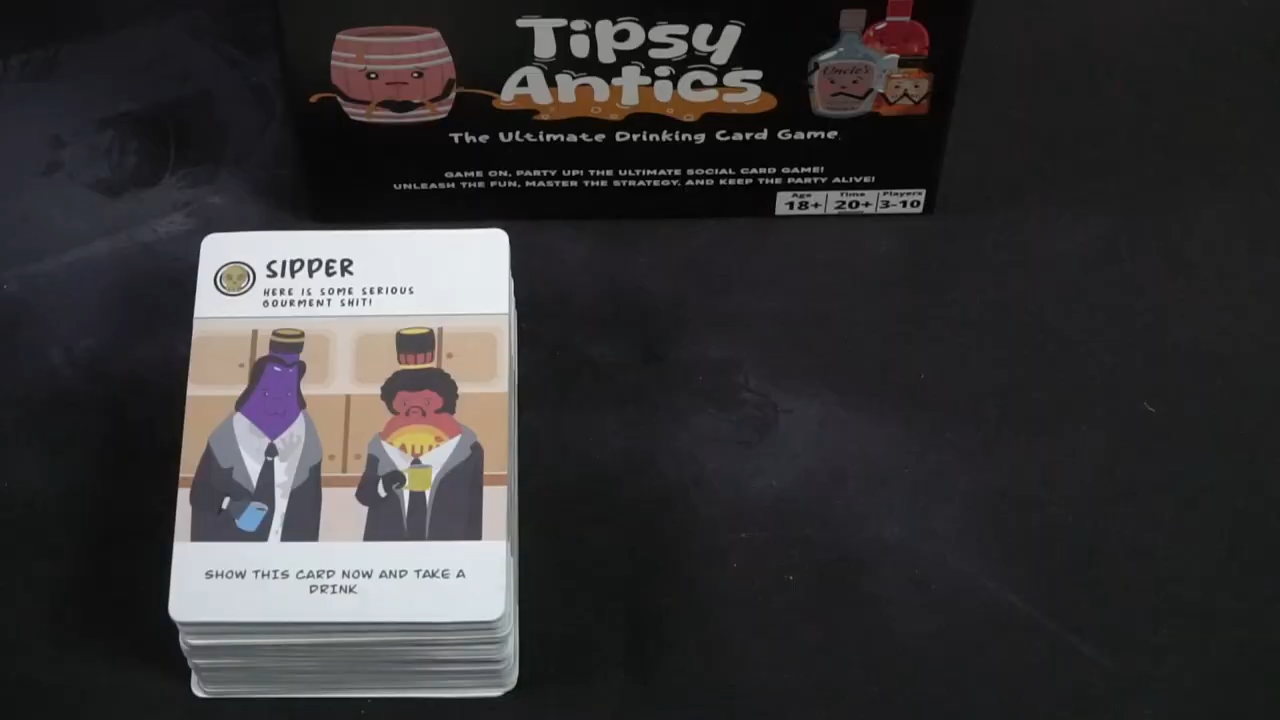 Tipsy
Antics
Uncle's
The Ultimate Drinking Card Game
GAME ON, PARTY UP! THE ULTIMATE SOCIAL CARD GAME!
UNLEASH THE FUN, MASTER THE STRATEGY, AND KEEP THE PARTY ALIVE!
Age Time Players
18+ 20+ 3-10
SIPPER
HERE IS SOME SERIOUS
GOURMENT SHIT!
SHOW THIS CARD NOW AND TAKE A
DRINK